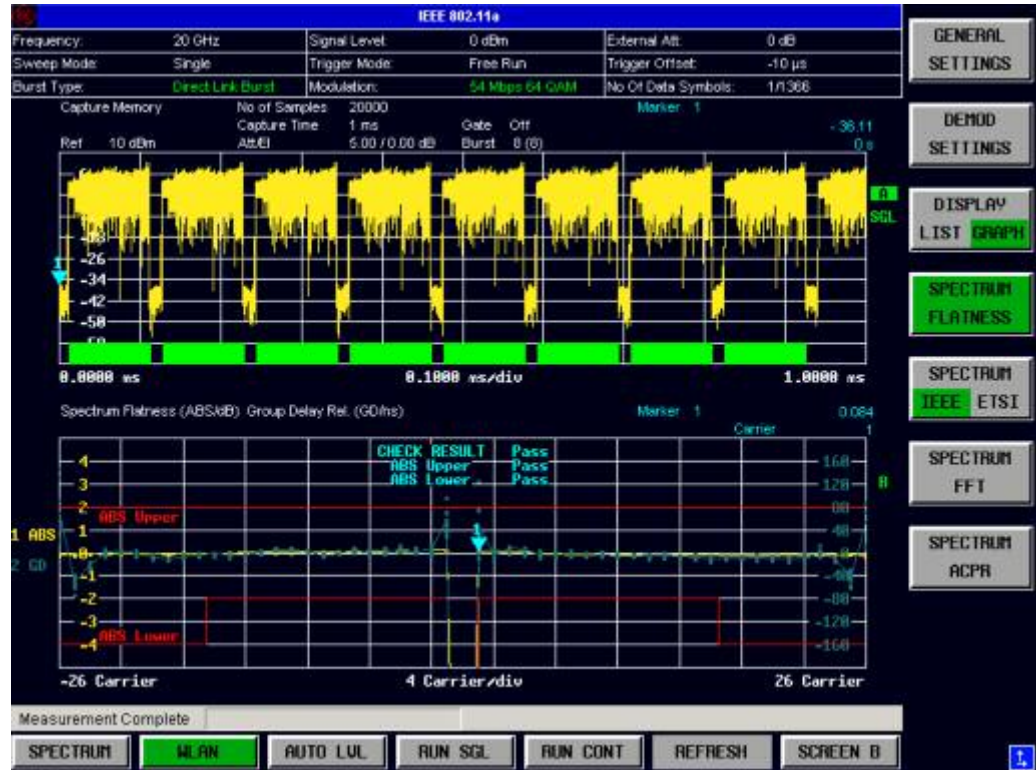 IEEE 802.11a
Frequency: 20 GHz Signal Level: 0 dBm External Att: 0 dB
Sweep Mode: Single Trigger Mode: Free Run Trigger Offset: -10 µs
Burst Type: Direct Link Burst Modulation: 54 Mbps 64 QAM No Of Data Symbols: 1/1366
Capture Memory No of Samples 20000 Marker 1
Capture Time 1 ms Gate Off -36.11
Ref 10 dBm Att/El 5.00 / 0.00 dB Burst 8 (8) 0 s
A
SGL
-26
1
-34
-42
-50
0.0000 ms 0.1000 ms/div 1.0000 ms
Spectrum Flatness (ABS/dB) Group Delay Rel. (GD/ns) Marker 1 0.084
Carrier 1
CHECK RESULT Pass
ABS Upper Pass
ABS Lower Pass
4 160
3 120
B
2 80
ABS Upper
1 ABS
1 40
1
0 0
2 GD
-1 -40
-2 -80
-3 -120
ABS Lower
-4 -160
-26 Carrier 4 Carrier/div 26 Carrier
Measurement Complete
SPECTRUM WLAN AUTO LVL RUN SGL RUN CONT REFRESH SCREEN B
GENERAL
SETTINGS
DEMOD
SETTINGS
DISPLAY
LIST GRAPH
SPECTRUM
FLATNESS
SPECTRUM
IEEE ETSI
SPECTRUM
FFT
SPECTRUM
ACPR